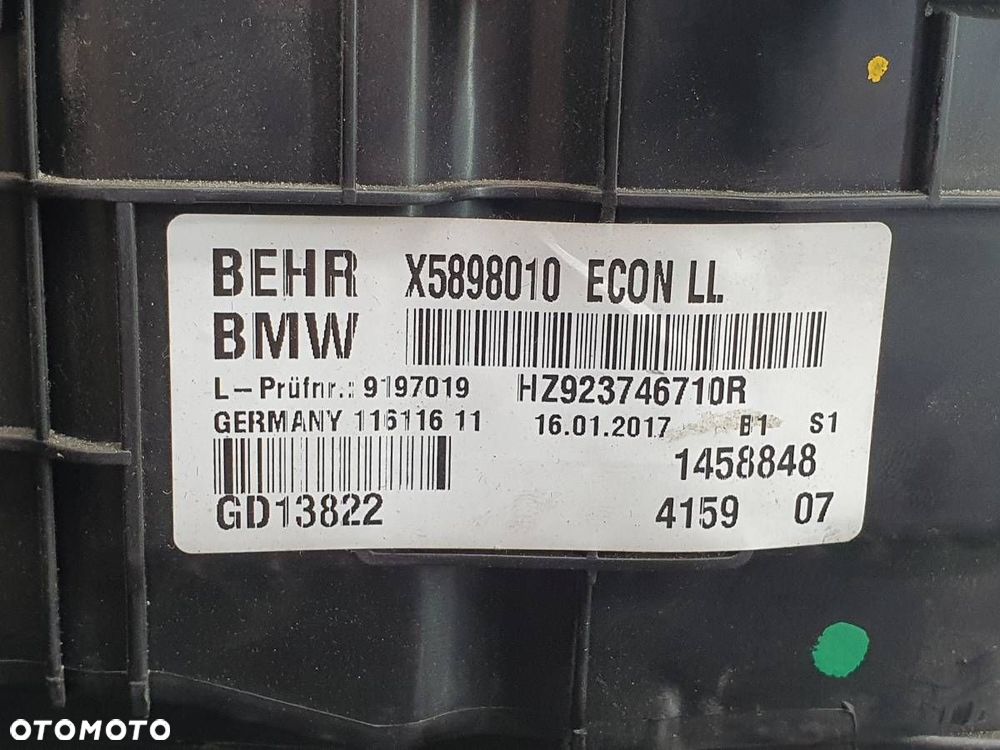 BEHR X5898010 ECON LL
BMW
L-Prüfnr.: 9197019 HZ923746710R
GERMANY 116116 11 16.01.2017 B1 S1
1458848
GD13822 4159 07
OTOMOTO